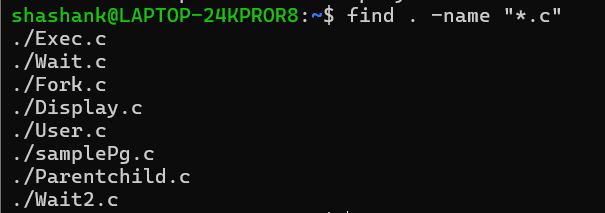 shashank@LAPTOP-24KPROR8:~$ find . -name "*.c"
./Exec.c
./Wait.c
./Fork.c
./Display.c
./User.c
./samplePg.c
./Parentchild.c
./Wait2.c